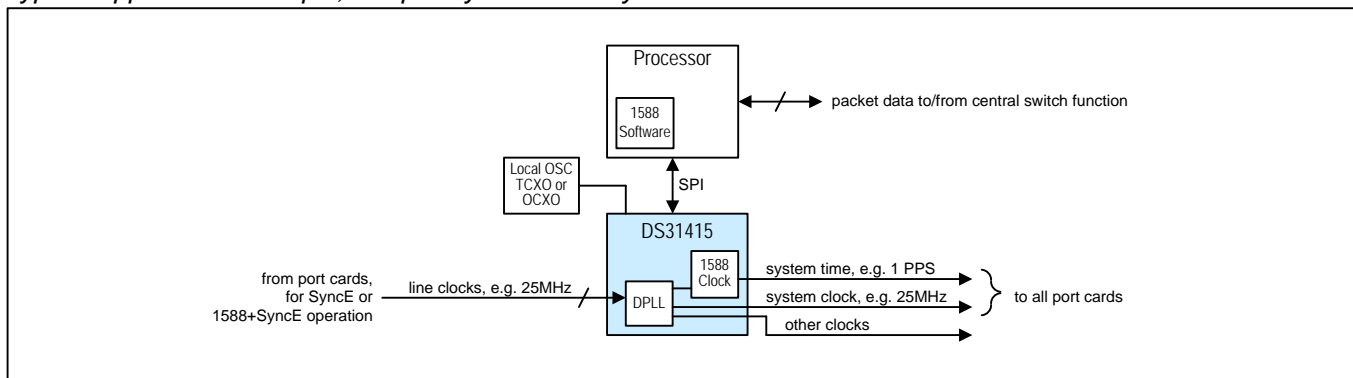 Processor
1588
Software
packet data to/from central switch function
Local OSC
TCXO or
OCXO
SPI
DS31415
1588
Clock
DPLL
from port cards,
for SyncE or
1588+SyncE operation
line clocks, e.g. 25MHz
system time, e.g. 1 PPS
system clock, e.g. 25MHz
other clocks
to all port cards